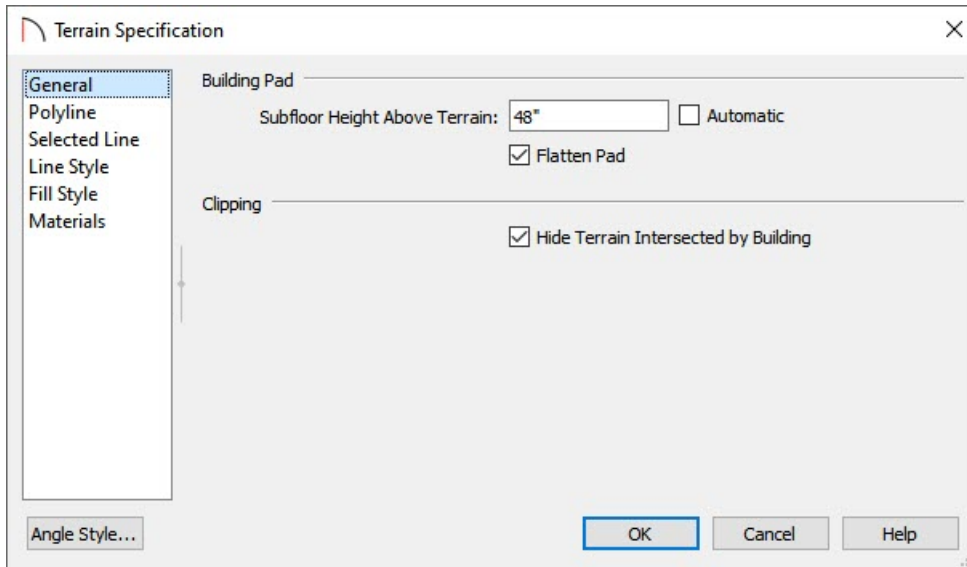 Terrain Specification
General
Polyline
Selected Line
Line Style
Fill Style
Materials
Building Pad
Subfloor Height Above Terrain: 48" Automatic
Flatten Pad
Clipping
Hide Terrain Intersected by Building
Angle Style... OK Cancel Help